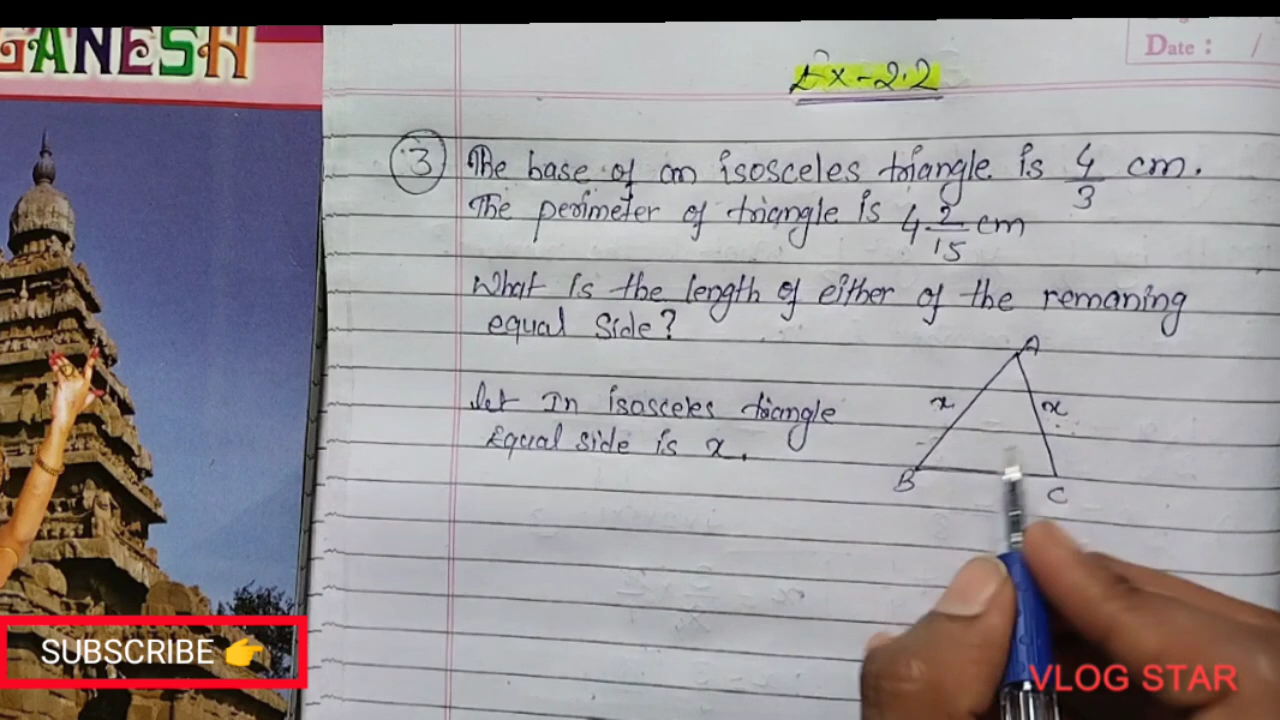 GANESH
Date : /
Ex-2.2
3 The base of an isosceles triangle is 4/3 cm.
The perimeter of triangle is 4 2/15 cm
What is the length of either of the remaning
equal side?
let In isosceles triangle
Equal side is x.
A
x x
B C
SUBSCRIBE 👉
VLOG STAR